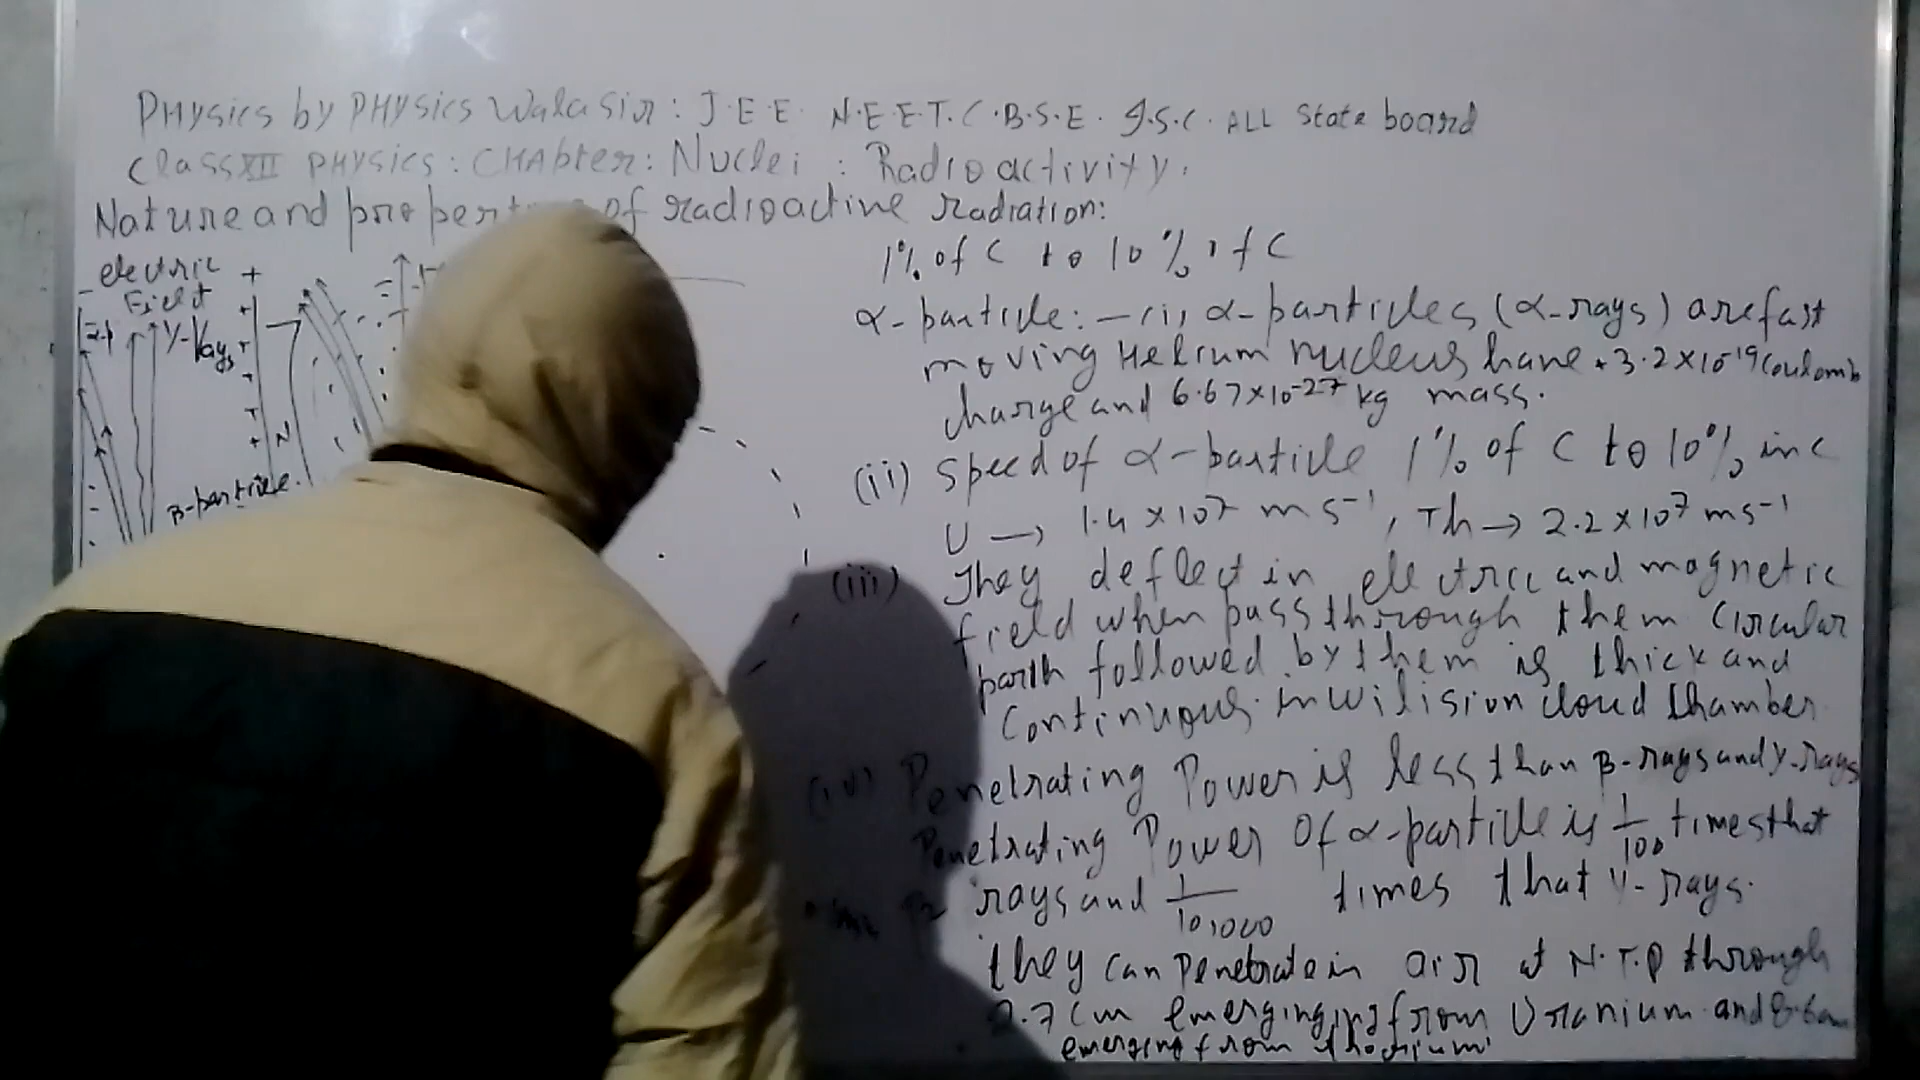 Physics by Physics Wala Sir: J.E.E. N.E.E.T. C.B.S.E. I.S.C. ALL State board
Class XII Physics: Chapter: Nuclei : Radioactivity.
Nature and of radioactive radiation:
electric
Field
γ-Rays
N
β-particle.
1% of C to 10% of C
α-particle: – (i) α-particles (α-rays) are fast
moving Helium nucleus have +3.2×10-19 Coulomb
charge and 6.67×10-27 kg mass.
(ii) Speed of α-particle 1% of C to 10% in C
U → 1.4×10⁷ m s⁻¹, Th → 2.2×10⁷ ms⁻¹
(iii) They deflect in electric and magnetic
field when pass through them Circular
path followed by them is thick and
Continuous in wilision cloud chamber
(iv) Penetrating Power is less than β-rays and γ-rays
Penetrating Power of α-particle is 1/100 times that
rays and 1/10,000 times that γ-rays.
they can penetrate in air at N.T.P through
2.7 cm emerginging from Uranium and 8.6 cm
emerging from thorium